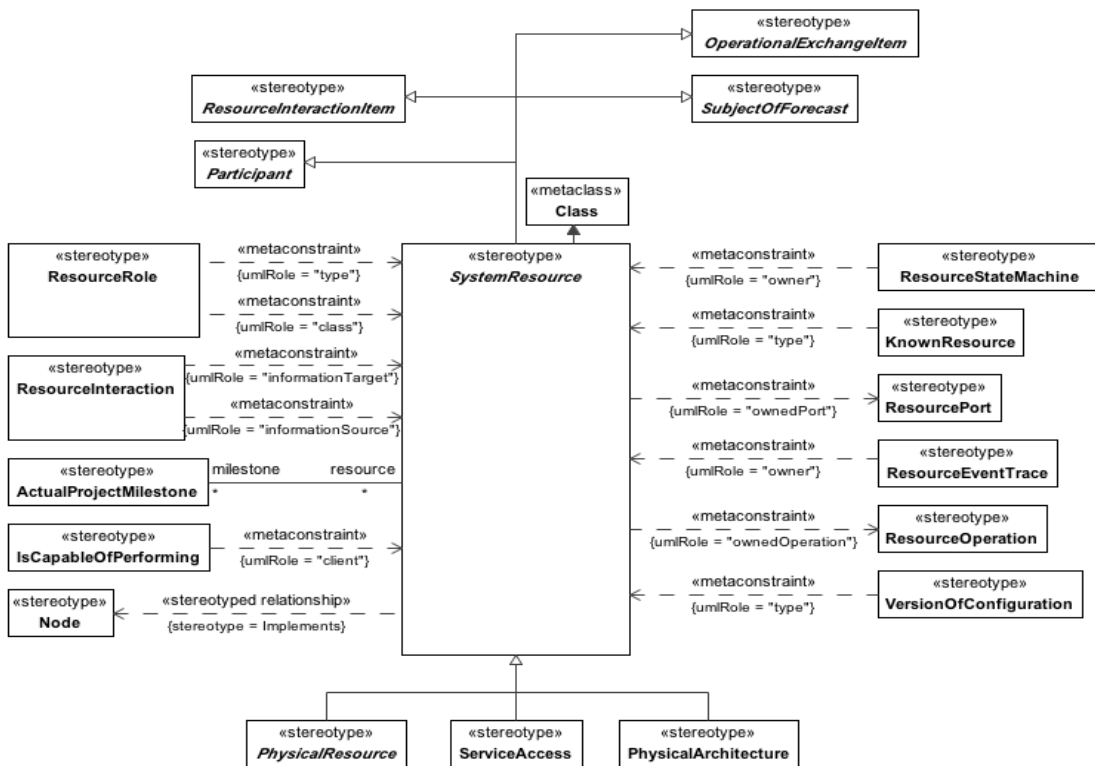 «stereotype»
OperationalExchangeItem
«stereotype»
ResourceInteractionItem
«stereotype»
SubjectOfForecast
«stereotype»
Participant
«metaclass»
Class
«stereotype»
ResourceRole
«metaconstraint»
{umlRole = "type"}
«metaconstraint»
{umlRole = "class"}
«stereotype»
SystemResource
«metaconstraint»
{umlRole = "owner"}
«stereotype»
ResourceStateMachine
«metaconstraint»
{umlRole = "type"}
«stereotype»
KnownResource
«stereotype»
ResourceInteraction
«metaconstraint»
{umlRole = "informationTarget"}
«metaconstraint»
{umlRole = "informationSource"}
«metaconstraint»
{umlRole = "ownedPort"}
«stereotype»
ResourcePort
«stereotype»
ActualProjectMilestone
milestone resource
* *
«metaconstraint»
{umlRole = "owner"}
«stereotype»
ResourceEventTrace
«stereotype»
IsCapableOfPerforming
«metaconstraint»
{umlRole = "client"}
«metaconstraint»
{umlRole = "ownedOperation"}
«stereotype»
ResourceOperation
«stereotype»
Node
«stereotyped relationship»
{stereotype = Implements}
«metaconstraint»
{umlRole = "type"}
«stereotype»
VersionOfConfiguration
«stereotype»
PhysicalResource
«stereotype»
ServiceAccess
«stereotype»
PhysicalArchitecture